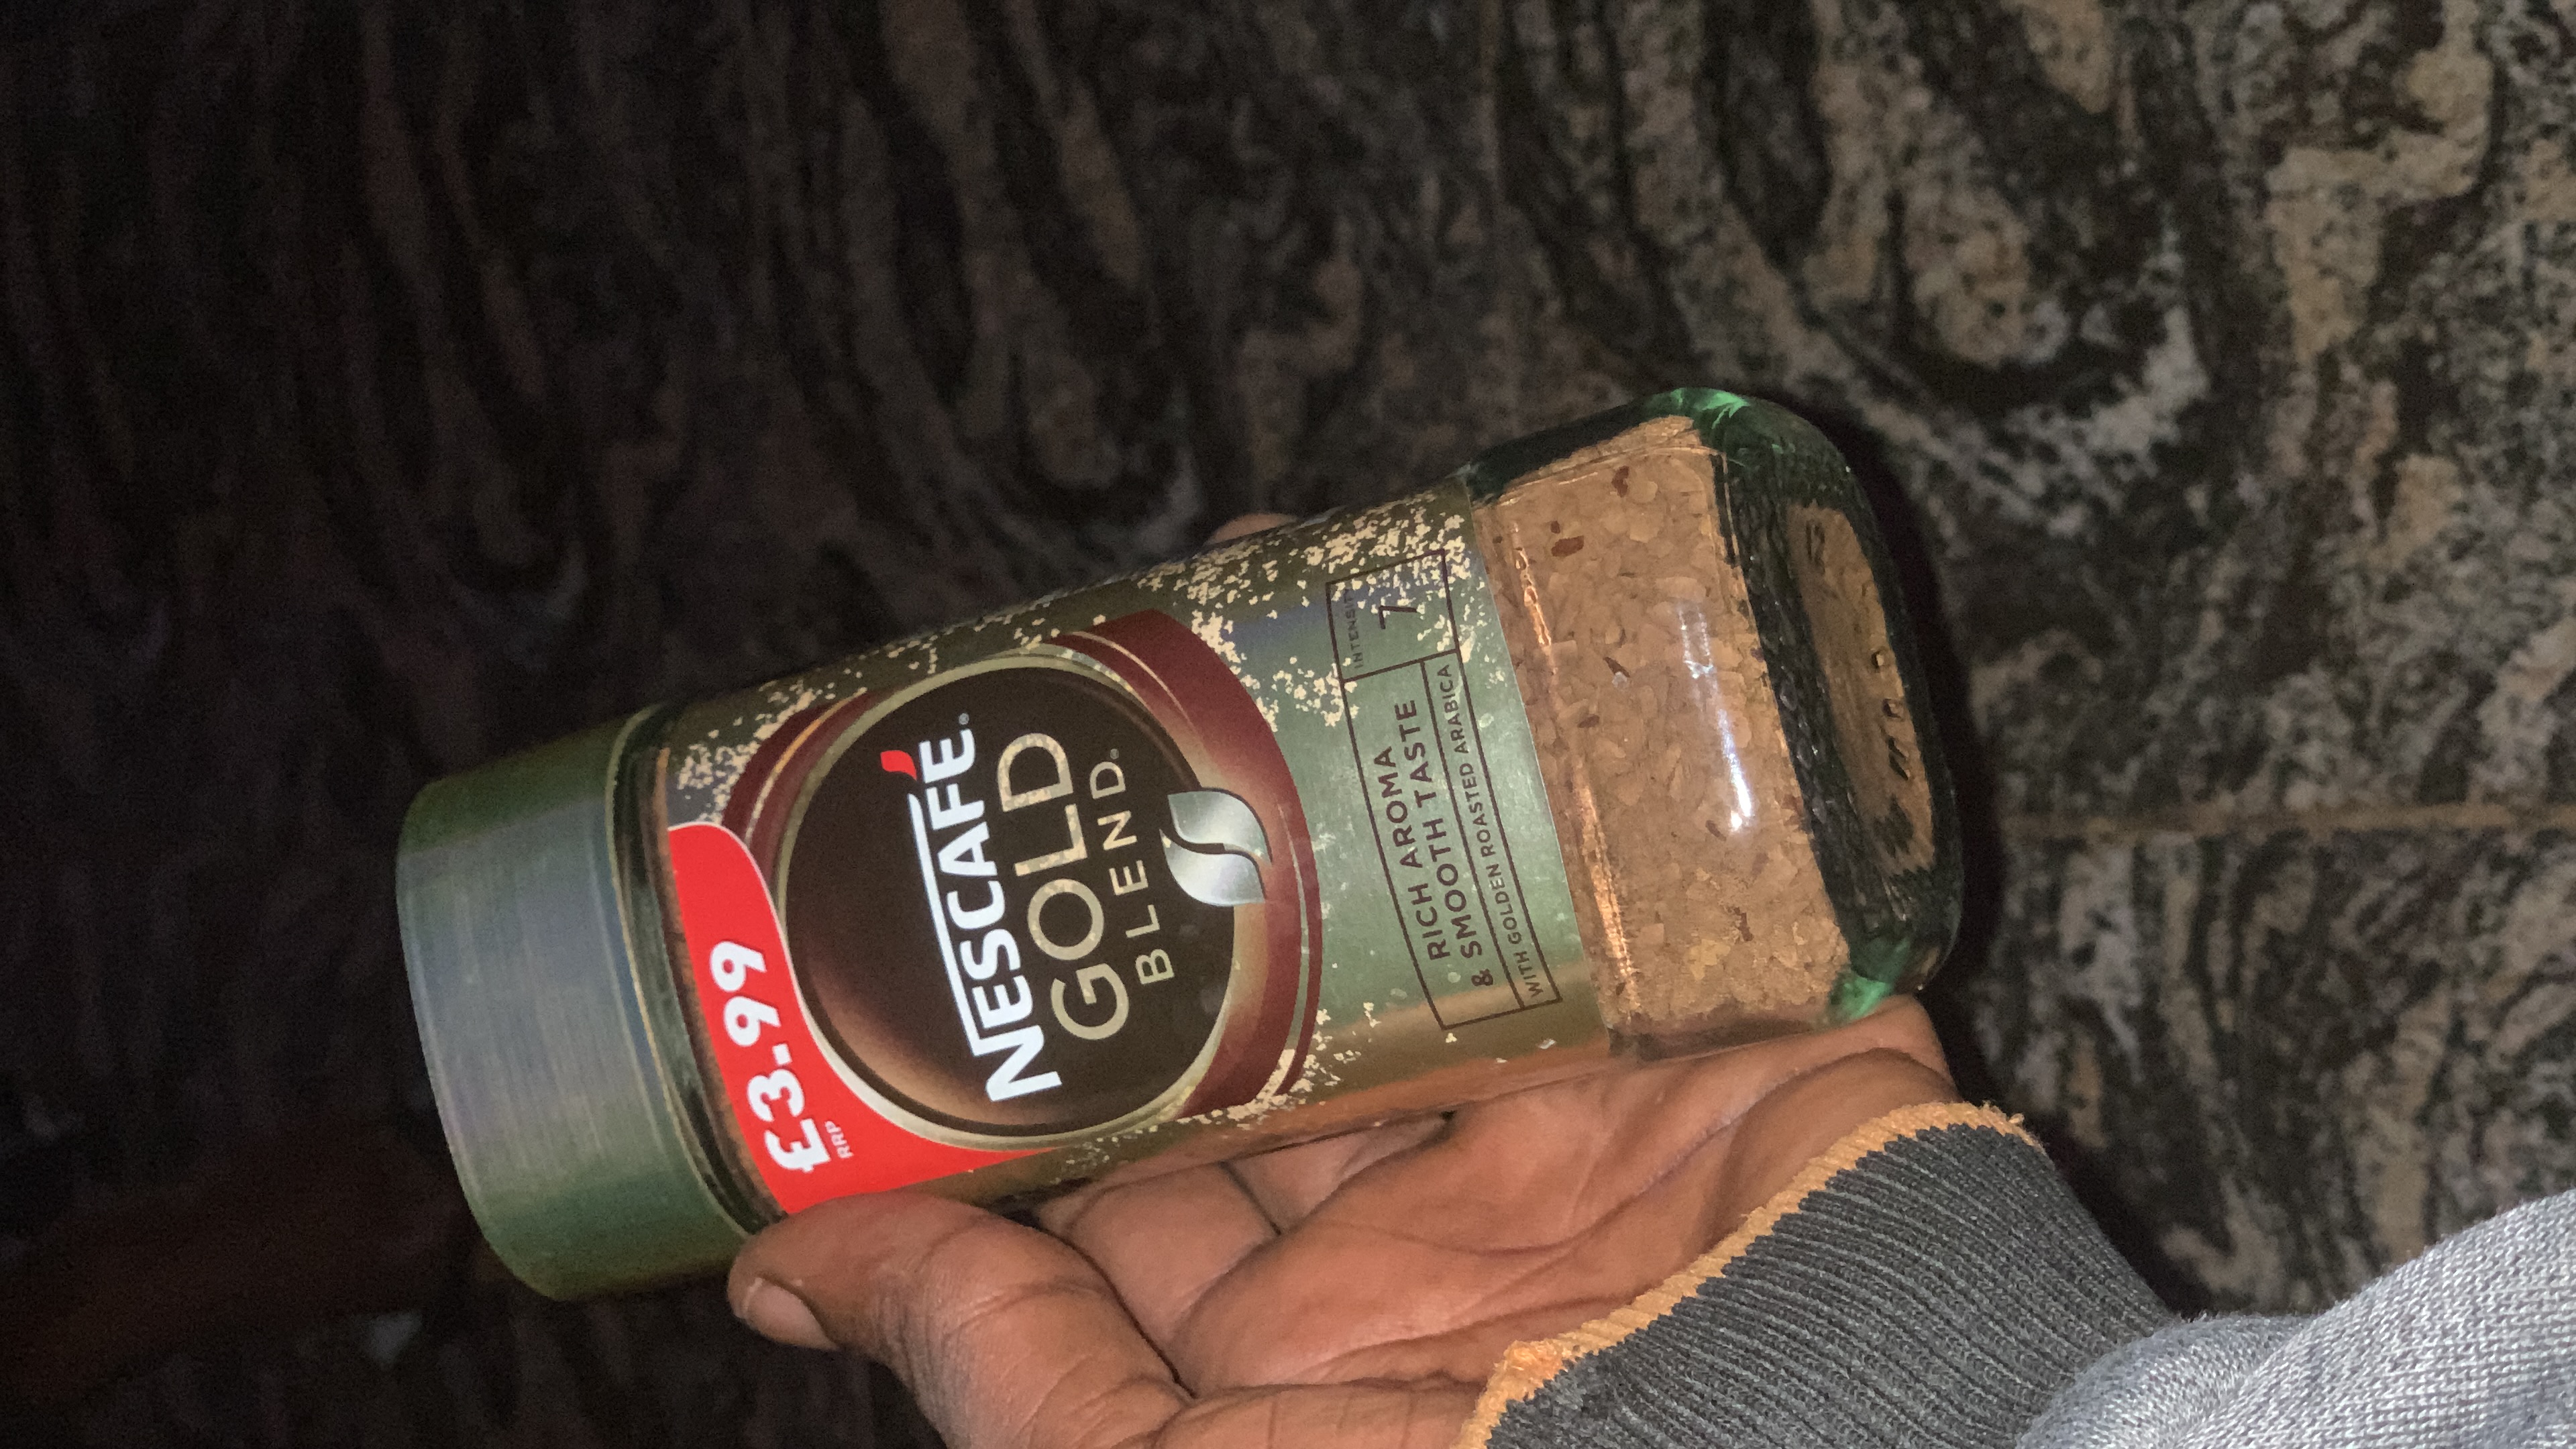 £3.99
RRP
NESCAFÉ®
GOLD
BLEND®
RICH AROMA
& SMOOTH TASTE
WITH GOLDEN ROASTED ARABICA
INTENSITY
7